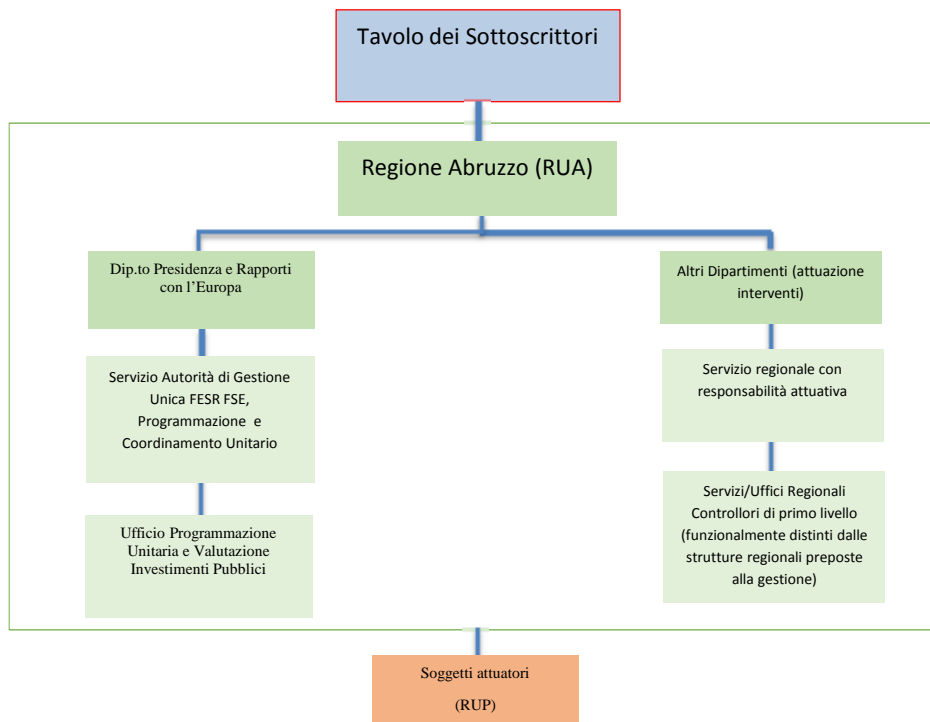 Tavolo dei Sottoscrittori
Regione Abruzzo (RUA)
Dip.to Presidenza e Rapporti
con l’Europa
Servizio Autorità di Gestione
Unica FESR FSE,
Programmazione e
Coordinamento Unitario
Ufficio Programmazione
Unitaria e Valutazione
Investimenti Pubblici
Altri Dipartimenti (attuazione
interventi)
Servizio regionale con
responsabilità attuativa
Servizi/Uffici Regionali
Controllori di primo livello
(funzionalmente distinti dalle
strutture regionali preposte
alla gestione)
Soggetti attuatori
(RUP)